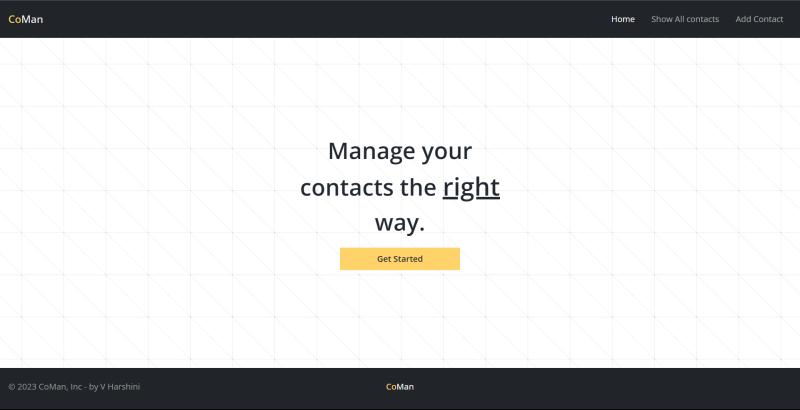 CoMan
Home Show All contacts Add Contact
Manage your
contacts the right
way.
Get Started
© 2023 CoMan, Inc - by V Harshini
CoMan